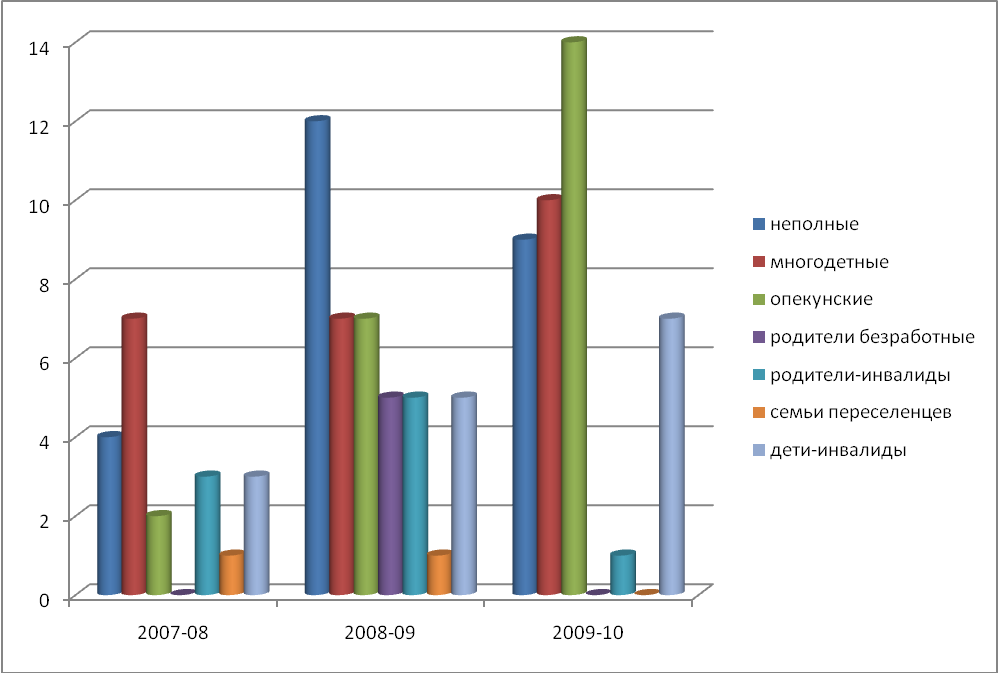 14
12
10
8
6
4
2
0
2007-08
2008-09
2009-10
неполные
многодетные
опекунские
родители безработные
родители-инвалиды
семьи переселенцев
дети-инвалиды